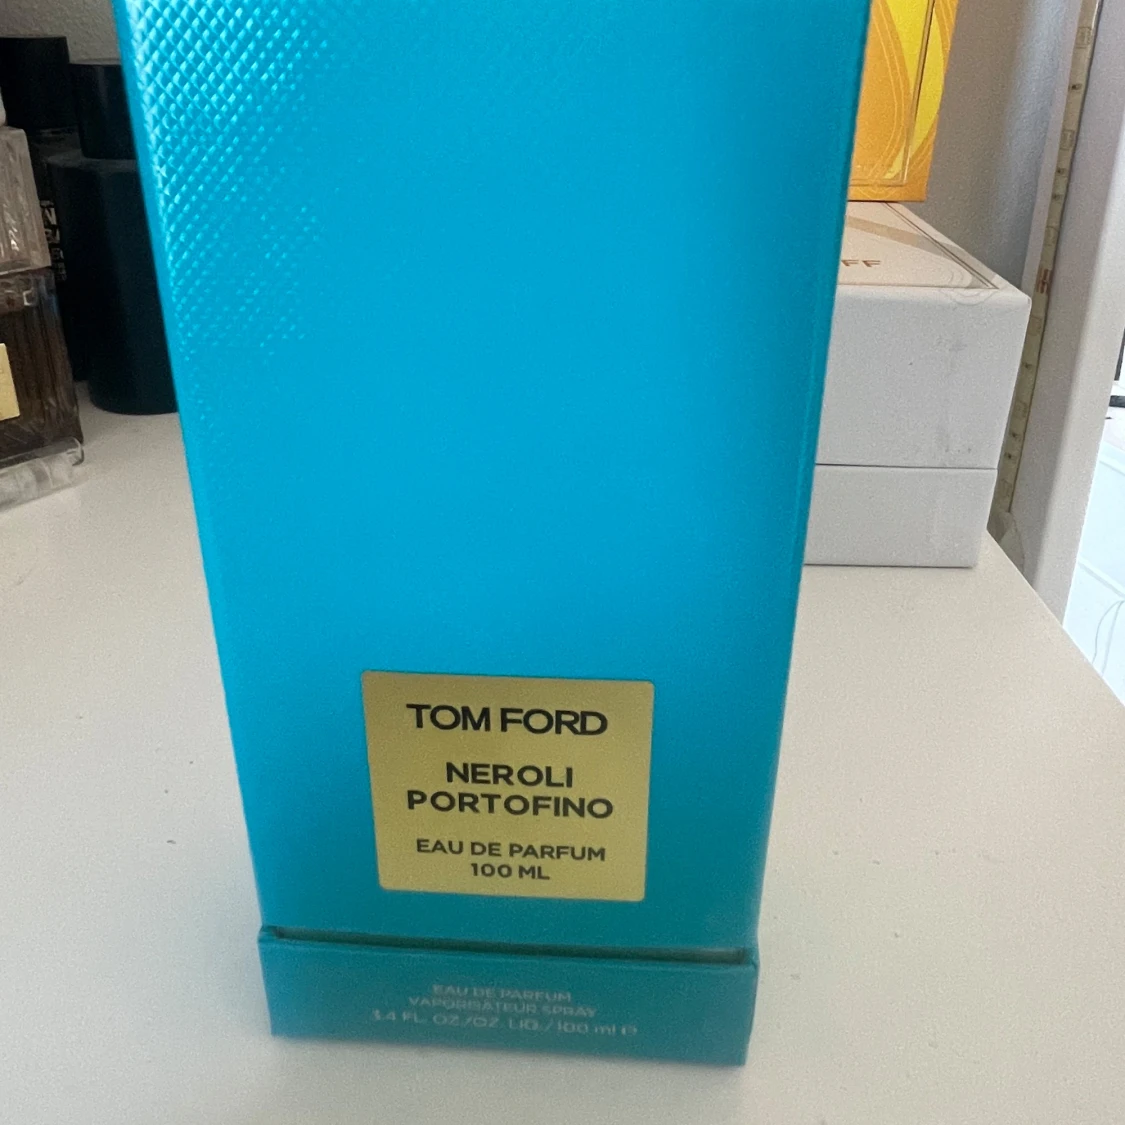 TOM FORD
NEROLI
PORTOFINO
EAU DE PARFUM
100 ML
EAU DE PARFUM
VAPORISATEUR SPRAY
3.4 FL. OZ./OZ. LIQ./100 ml e
FF